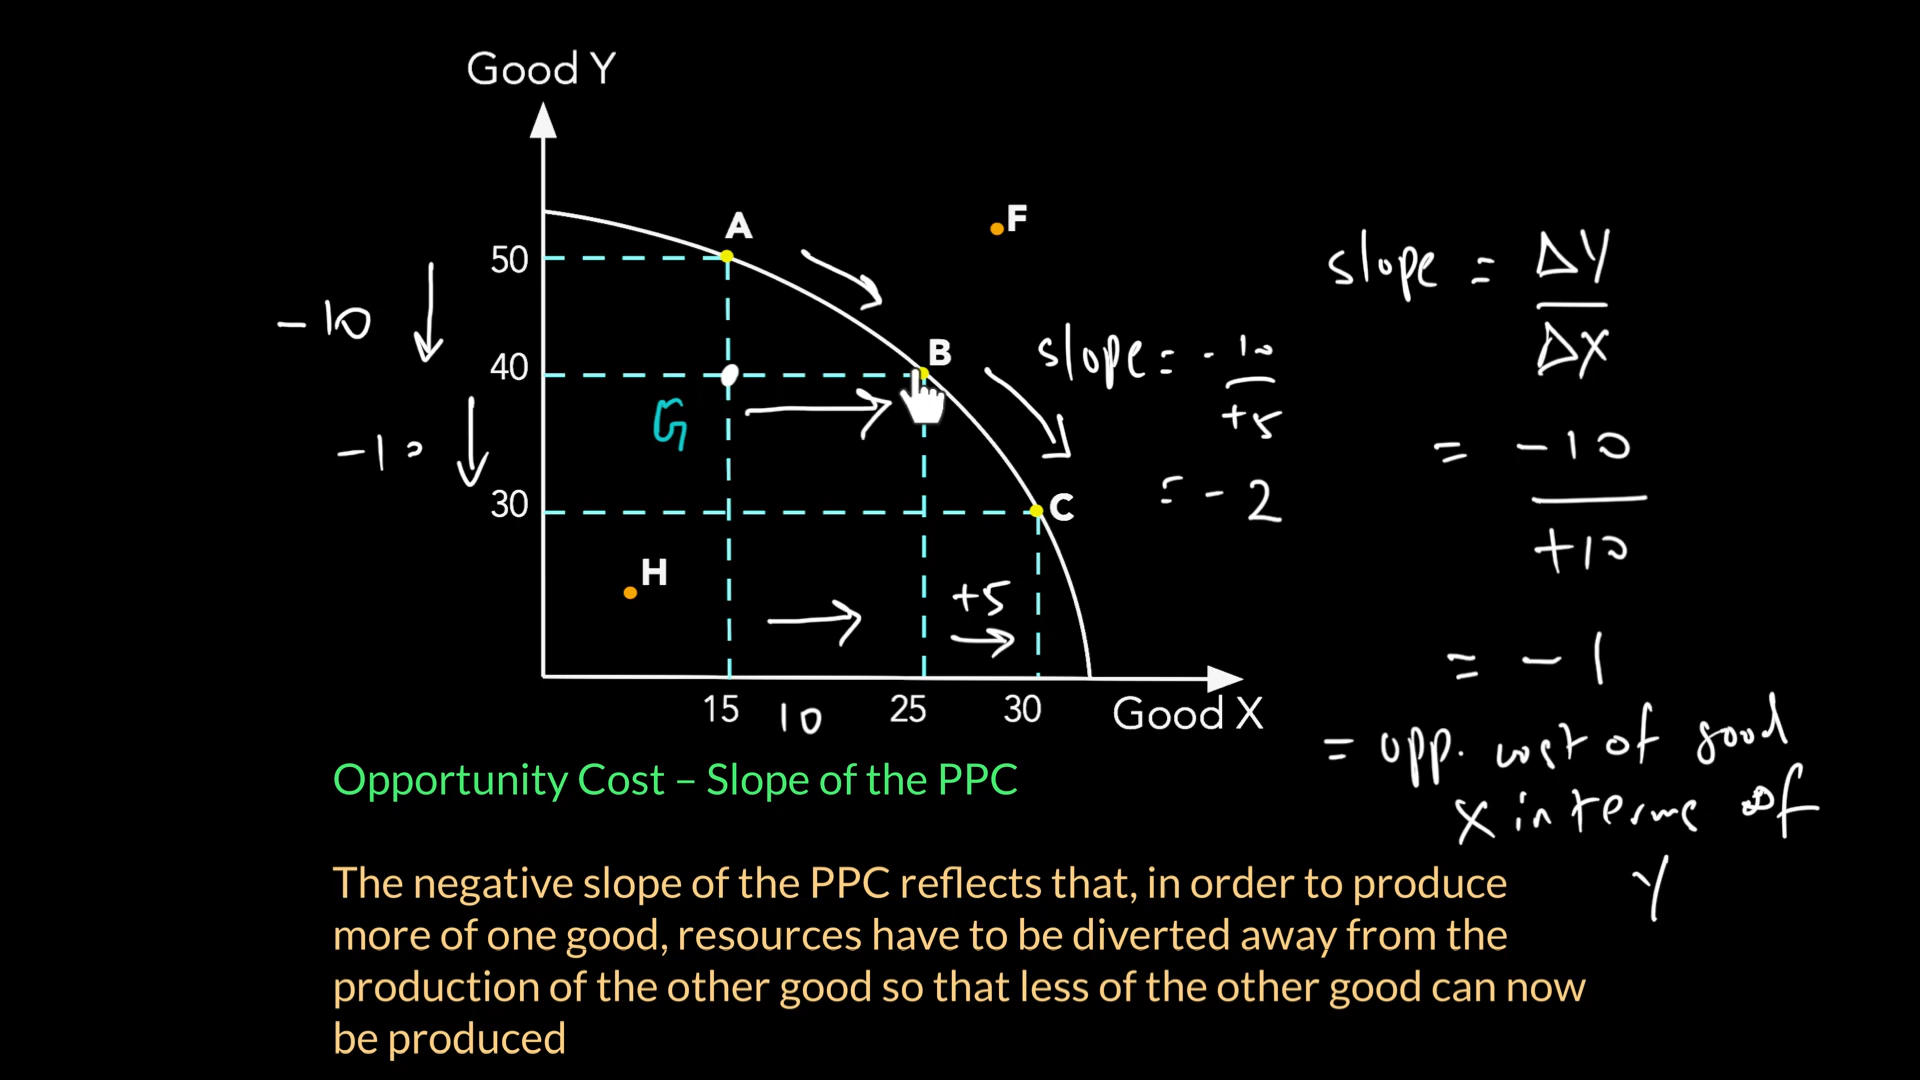 Good Y
A
F
50
slope = ΔY
ΔX
-10
B
slope = - 10
+5
40
G
= -10
+10
-10
= - 2
30
C
H
+5
= - 1
15
10
25
30
Good X
= opp. cost of good
X in terms of
Y
Opportunity Cost – Slope of the PPC
The negative slope of the PPC reflects that, in order to produce
more of one good, resources have to be diverted away from the
production of the other good so that less of the other good can now
be produced